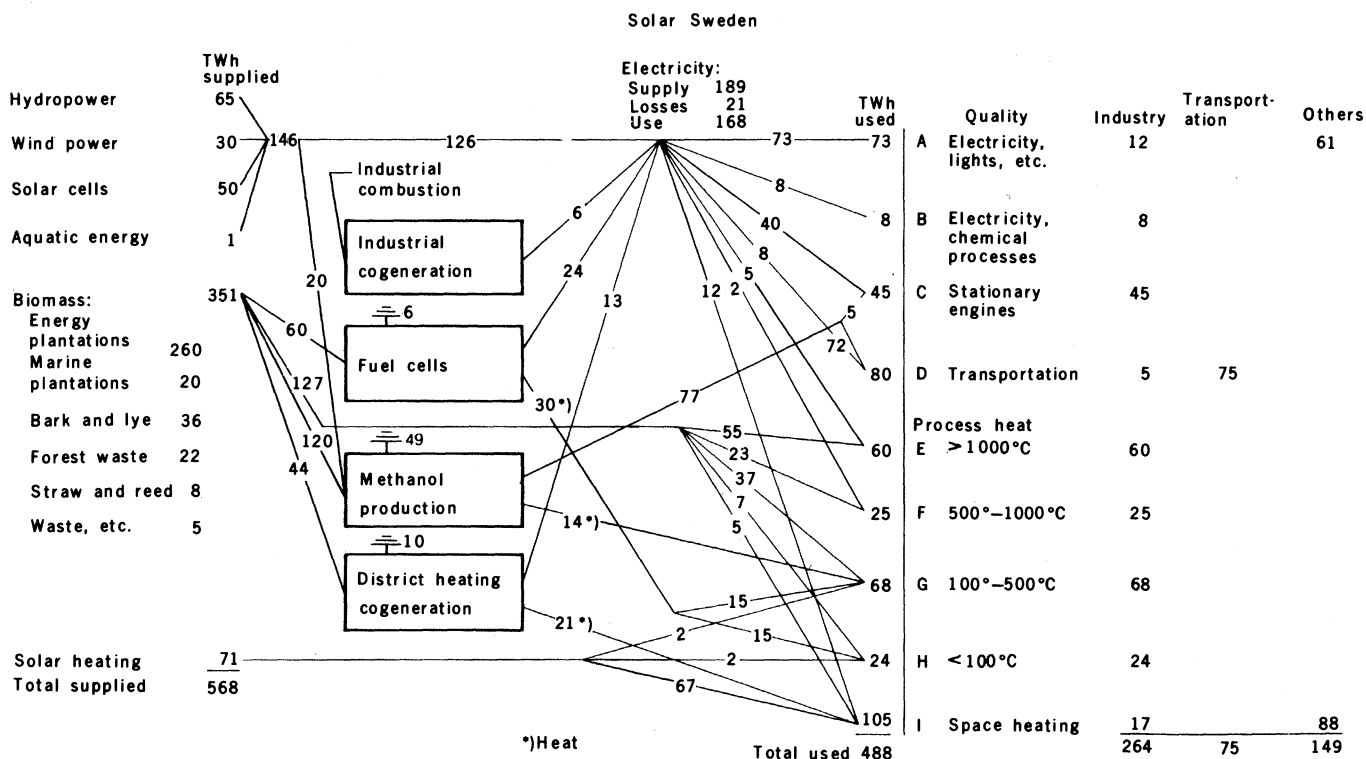 Solar Sweden
TWh
supplied
Electricity:
Supply 189
Losses 21
Use 168
TWh
used
Quality
Industry
Transport-
ation
Others
Hydropower 65
Wind power 30
146
126
73
73
A Electricity,
lights, etc.
12
61
Solar cells 50
Industrial
combustion
8
8
B Electricity,
chemical
processes
8
Aquatic energy 1
Industrial
cogeneration
6
40
20
24
8
5
2
12
13
5
45
C Stationary
engines
45
Biomass: 351
Energy
plantations 260
Marine
plantations 20
Bark and lye 36
Forest waste 22
Straw and reed 8
Waste, etc. 5
60
127
120
44
6
Fuel cells
30*)
77
72
80
D Transportation
5
75
Process heat
49
Methanol
production
14*)
55
23
37
7
5
60
E >1000°C
60
25
F 500°–1000°C
25
10
District heating
cogeneration
21*)
15
15
2
68
G 100°–500°C
68
Solar heating 71
2
67
24
H <100°C
24
Total supplied 568
105
I Space heating
17
88
*)Heat
Total used 488
264
75
149